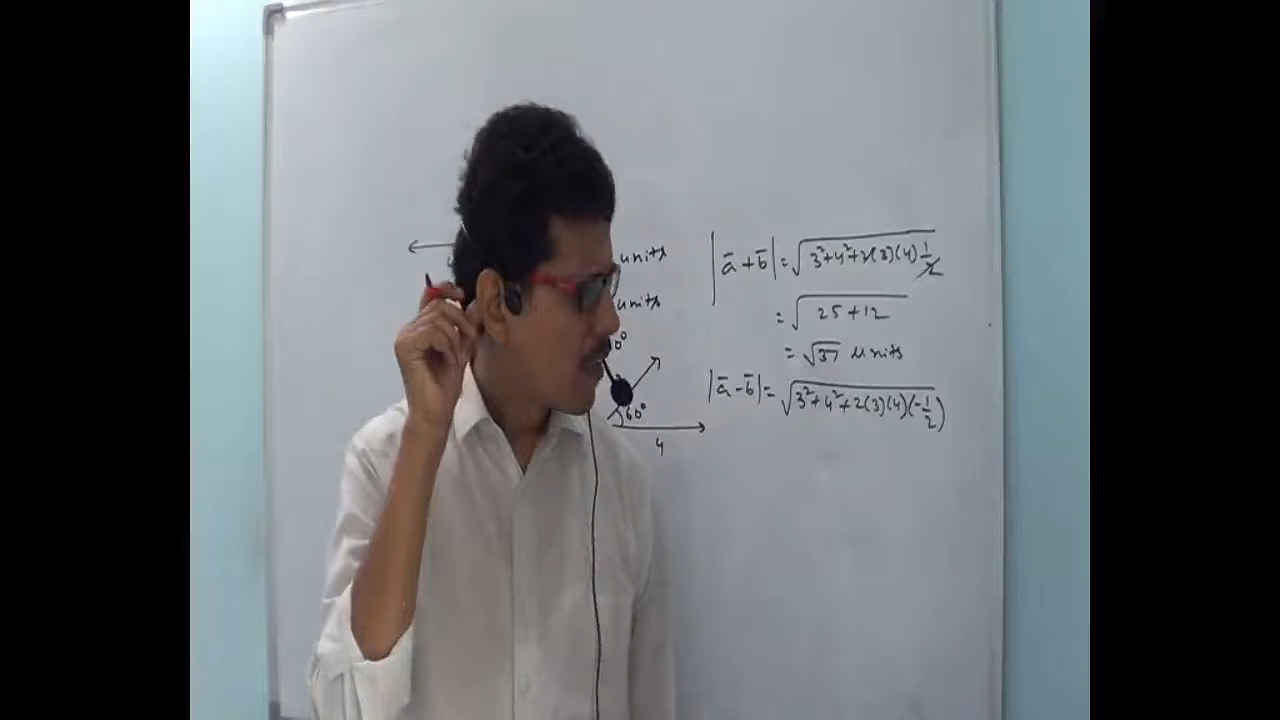 units
units
60°
4
|a̅ + b̅| = √(3² + 4² + 2(3)(4) 1/2)
= √(25 + 12)
= √37 units
|a̅ - b̅| = √(3² + 4² + 2(3)(4)(-1/2))